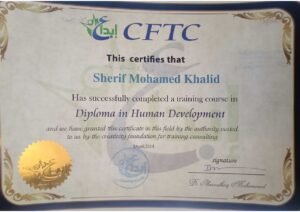 إبداع
CFTC
This certifies that
Sherif Mohamed Khalid
Has successfully completed a training course in
Diploma in Human Development
and we have granted this certificate in this field by the authority vested
to us by the creativity foundation for training consulting
signature